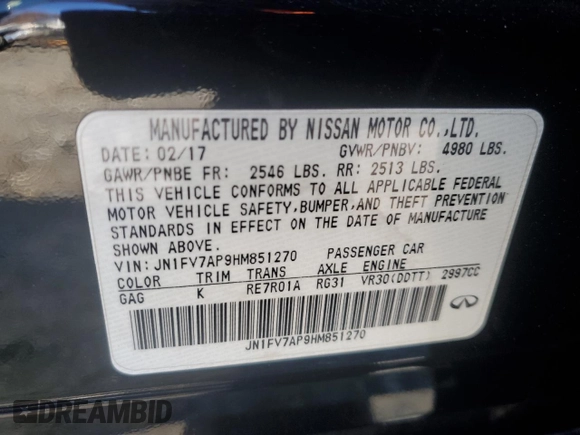 MANUFACTURED BY NISSAN MOTOR CO.,LTD.
DATE: 02/17 GVWR/PNBV: 4980 LBS.
GAWR/PNBE FR: 2546 LBS. RR: 2513 LBS.
THIS VEHICLE CONFORMS TO ALL APPLICABLE FEDERAL
MOTOR VEHICLE SAFETY, BUMPER, AND THEFT PREVENTION
STANDARDS IN EFFECT ON THE DATE OF MANUFACTURE
SHOWN ABOVE.
VIN: JN1FV7AP9HM851270 PASSENGER CAR
COLOR TRIM TRANS AXLE ENGINE
GAG K RE7R01A RG31 VR30(DDTT) 2997CC
JN1FV7AP9HM851270
DREAMBID